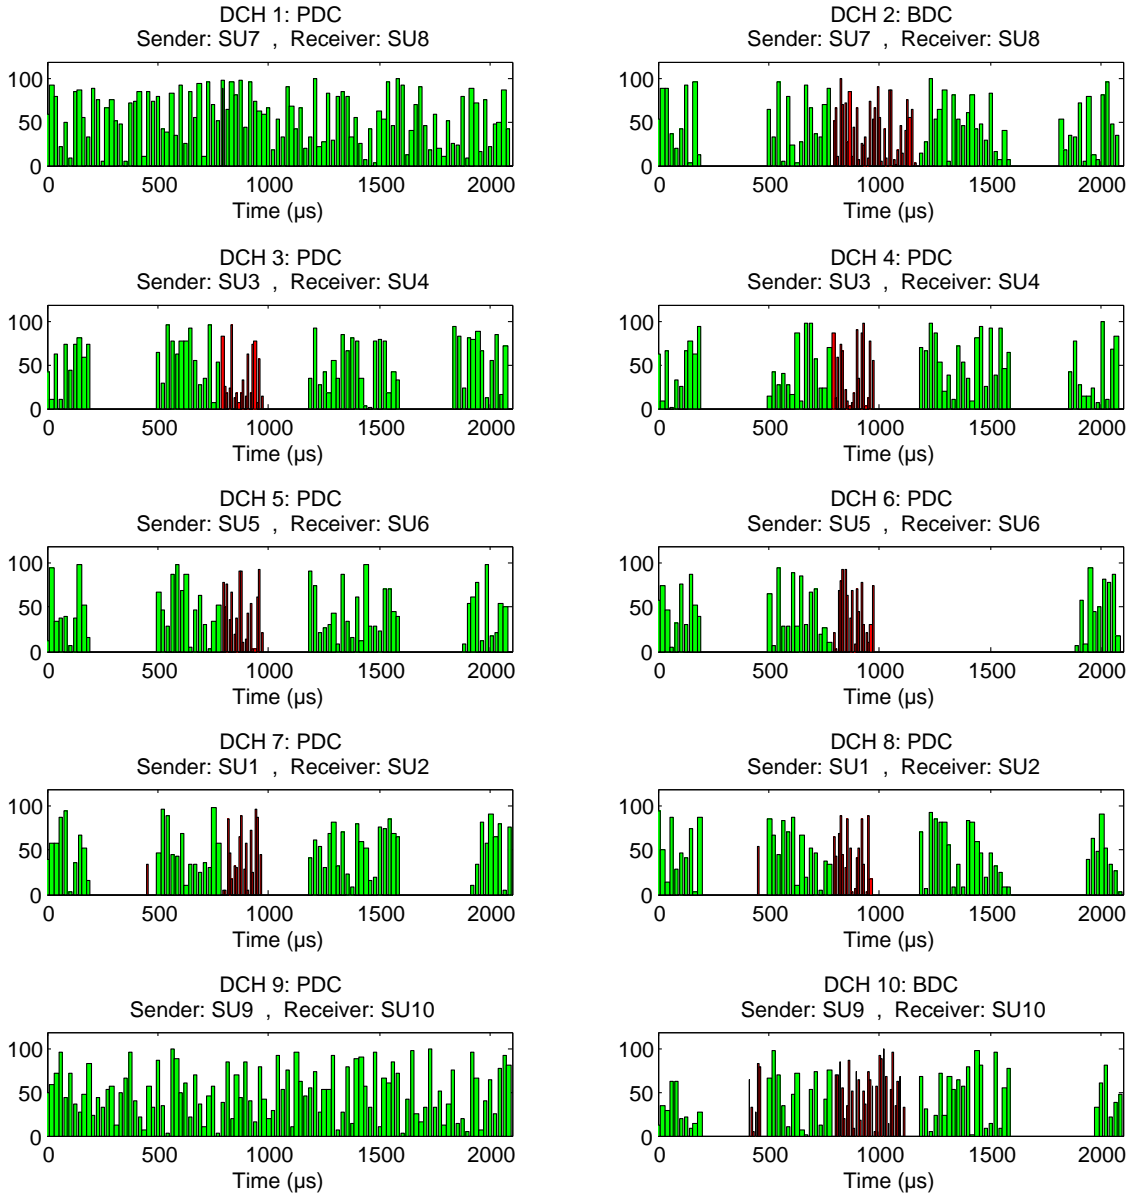 DCH 1: PDC
Sender: SU7 , Receiver: SU8
100
50
0
0 500 1000 1500 2000
Time (µs)
DCH 2: BDC
Sender: SU7 , Receiver: SU8
100
50
0
0 500 1000 1500 2000
Time (µs)
DCH 3: PDC
Sender: SU3 , Receiver: SU4
100
50
0
0 500 1000 1500 2000
Time (µs)
DCH 4: PDC
Sender: SU3 , Receiver: SU4
100
50
0
0 500 1000 1500 2000
Time (µs)
DCH 5: PDC
Sender: SU5 , Receiver: SU6
100
50
0
0 500 1000 1500 2000
Time (µs)
DCH 6: PDC
Sender: SU5 , Receiver: SU6
100
50
0
0 500 1000 1500 2000
Time (µs)
DCH 7: PDC
Sender: SU1 , Receiver: SU2
100
50
0
0 500 1000 1500 2000
Time (µs)
DCH 8: PDC
Sender: SU1 , Receiver: SU2
100
50
0
0 500 1000 1500 2000
Time (µs)
DCH 9: PDC
Sender: SU9 , Receiver: SU10
100
50
0
0 500 1000 1500 2000
Time (µs)
DCH 10: BDC
Sender: SU9 , Receiver: SU10
100
50
0
0 500 1000 1500 2000
Time (µs)